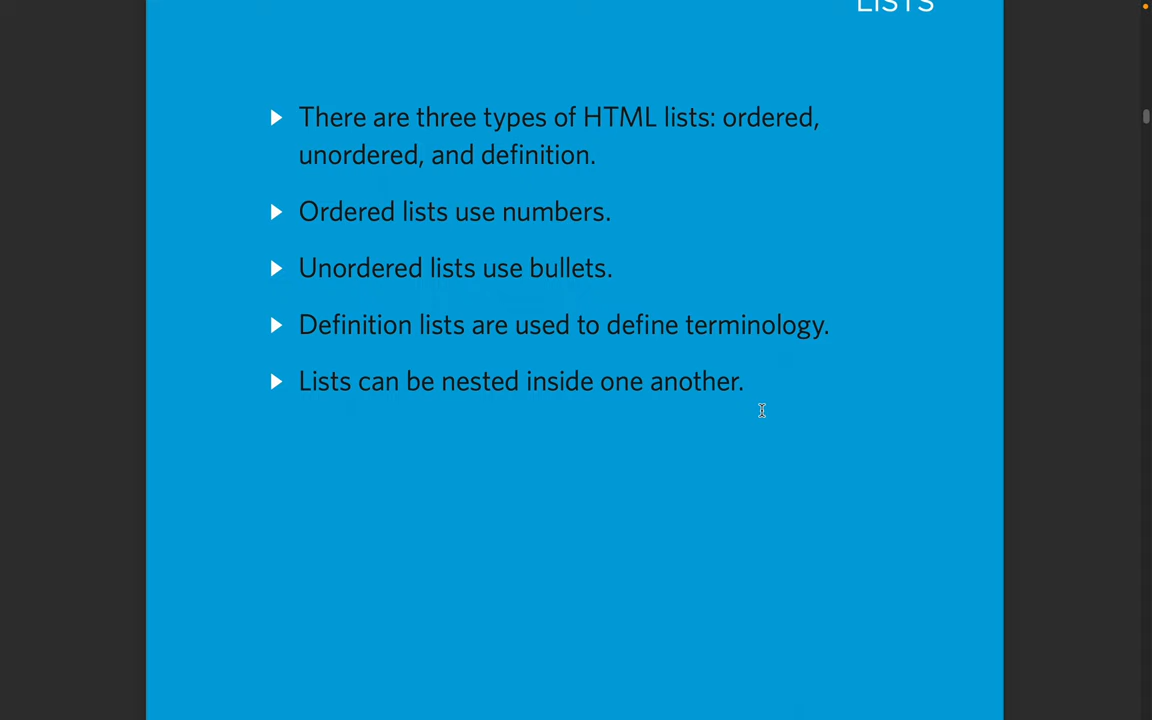 LISTS
There are three types of HTML lists: ordered,
unordered, and definition.
Ordered lists use numbers.
Unordered lists use bullets.
Definition lists are used to define terminology.
Lists can be nested inside one another.